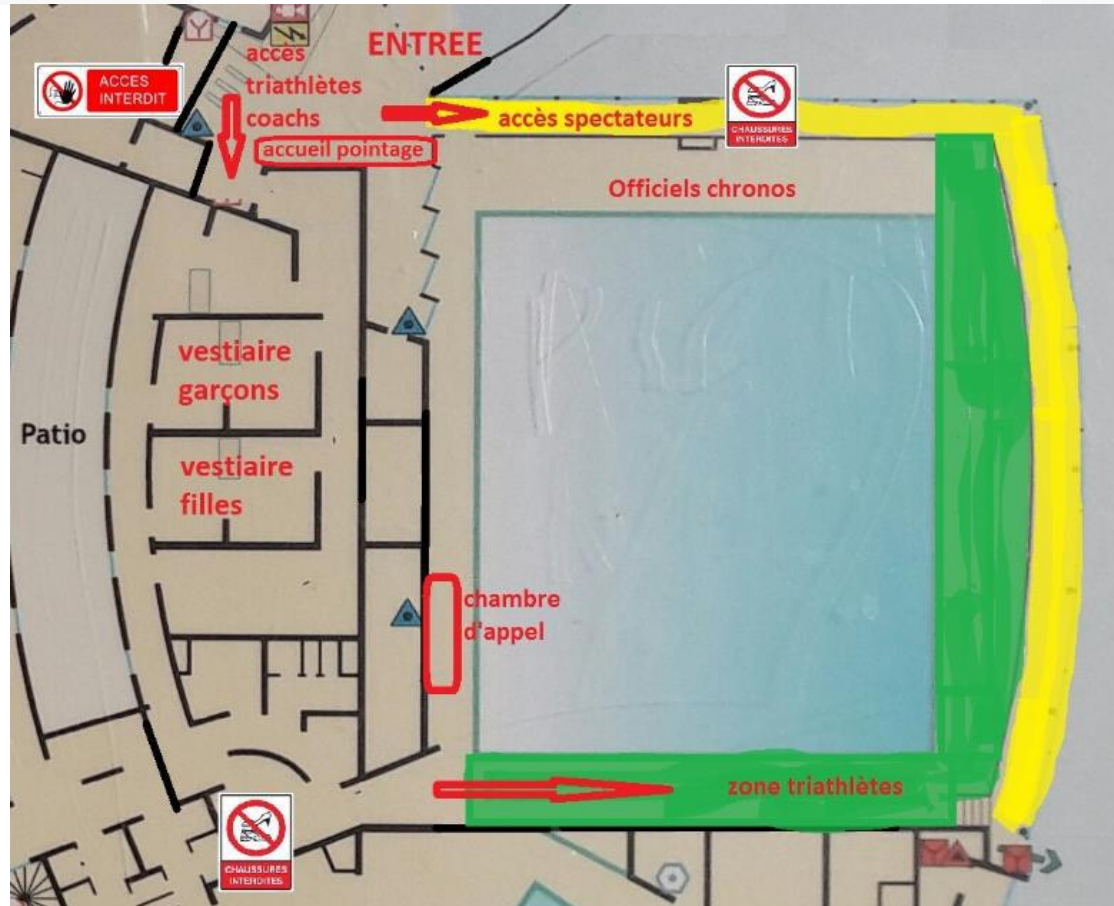 ENTREE
ACCES
INTERDIT
accès
triathlètes
coachs
accueil pointage
accès spectateurs
CHAUSSURES
INTERDITES
Officiels chronos
vestiaire
garçons
Patio
vestiaire
filles
chambre
d'appel
zone triathlètes
CHAUSSURES
INTERDITES